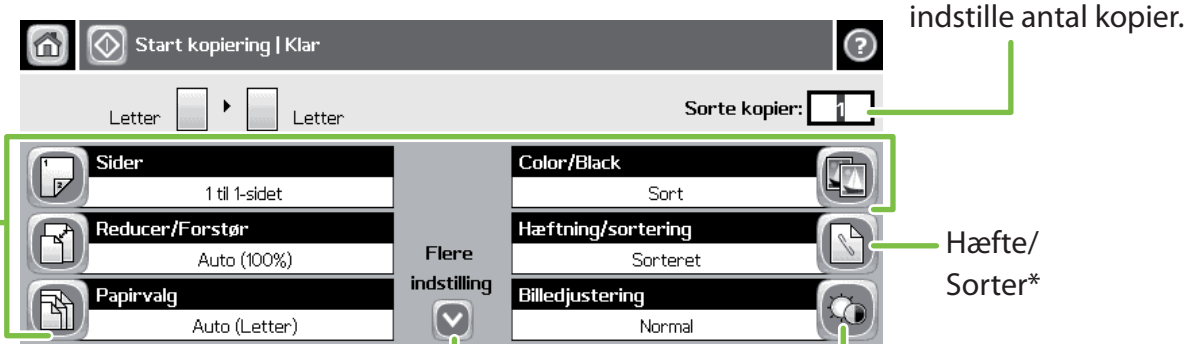 indstille antal kopier.
Start kopiering | Klar
?
Letter Letter
Sorte kopier: 1
Sider
1 til 1-sidet
Reducer/Forstør
Auto (100%)
Papirvalg
Auto (Letter)
Flere
indstilling
Color/Black
Sort
Hæftning/sortering
Sorteret
Billedjustering
Normal
Hæfte/
Sorter*